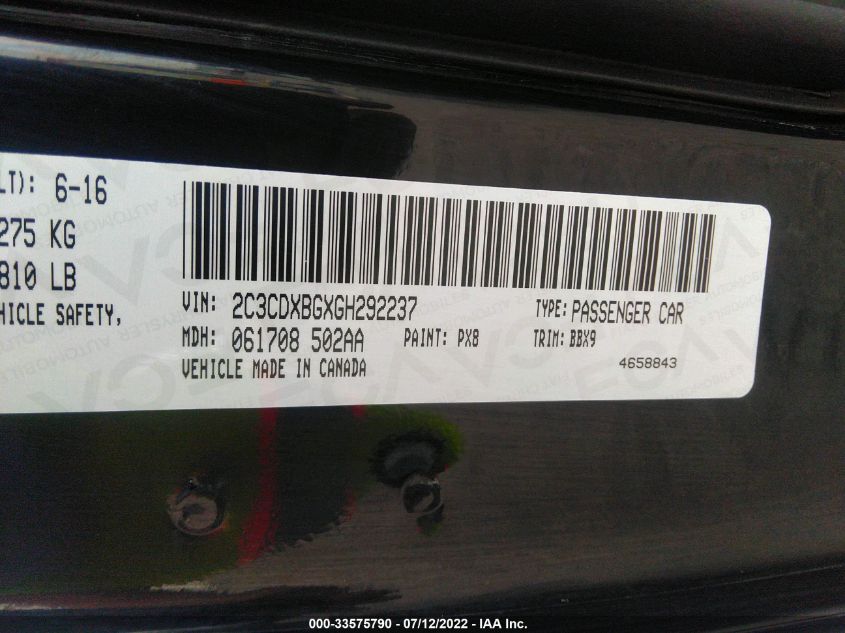 LT): 6-16
275 KG
810 LB
HICLE SAFETY,
VIN: 2C3CDXBGXGH292237 TYPE: PASSENGER CAR
MDH: 061708 502AA PAINT: PX8 TRIM: BBX9
VEHICLE MADE IN CANADA 4658843
000-33575790 - 07/12/2022 - IAA Inc.